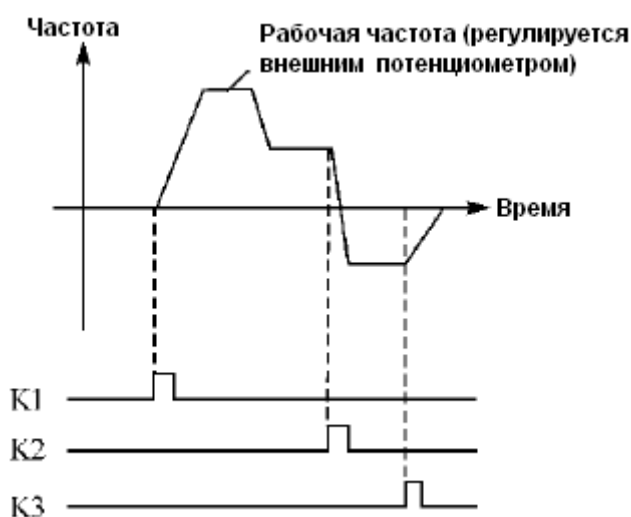 Частота
Рабочая частота (регулируется
внешним потенциометром)
Время
K1
K2
K3